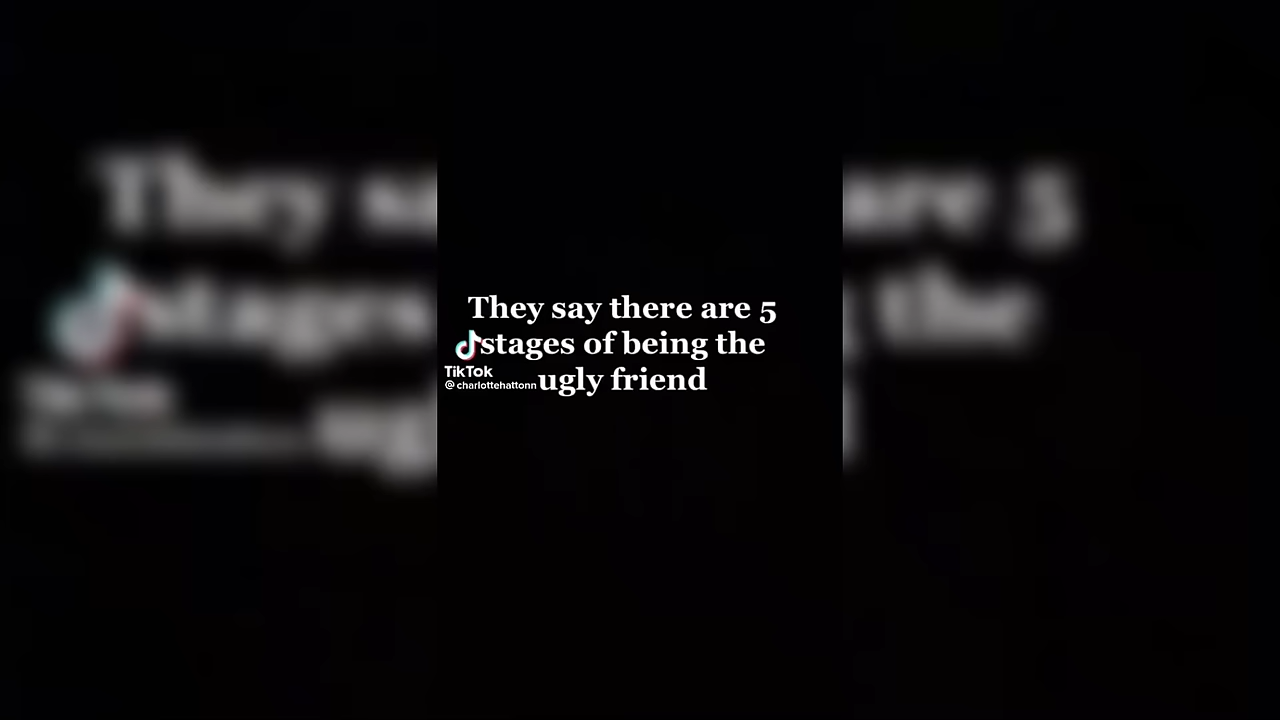 They say there are 5
stages of being the
ugly friend
TikTok
@charlottehattonn